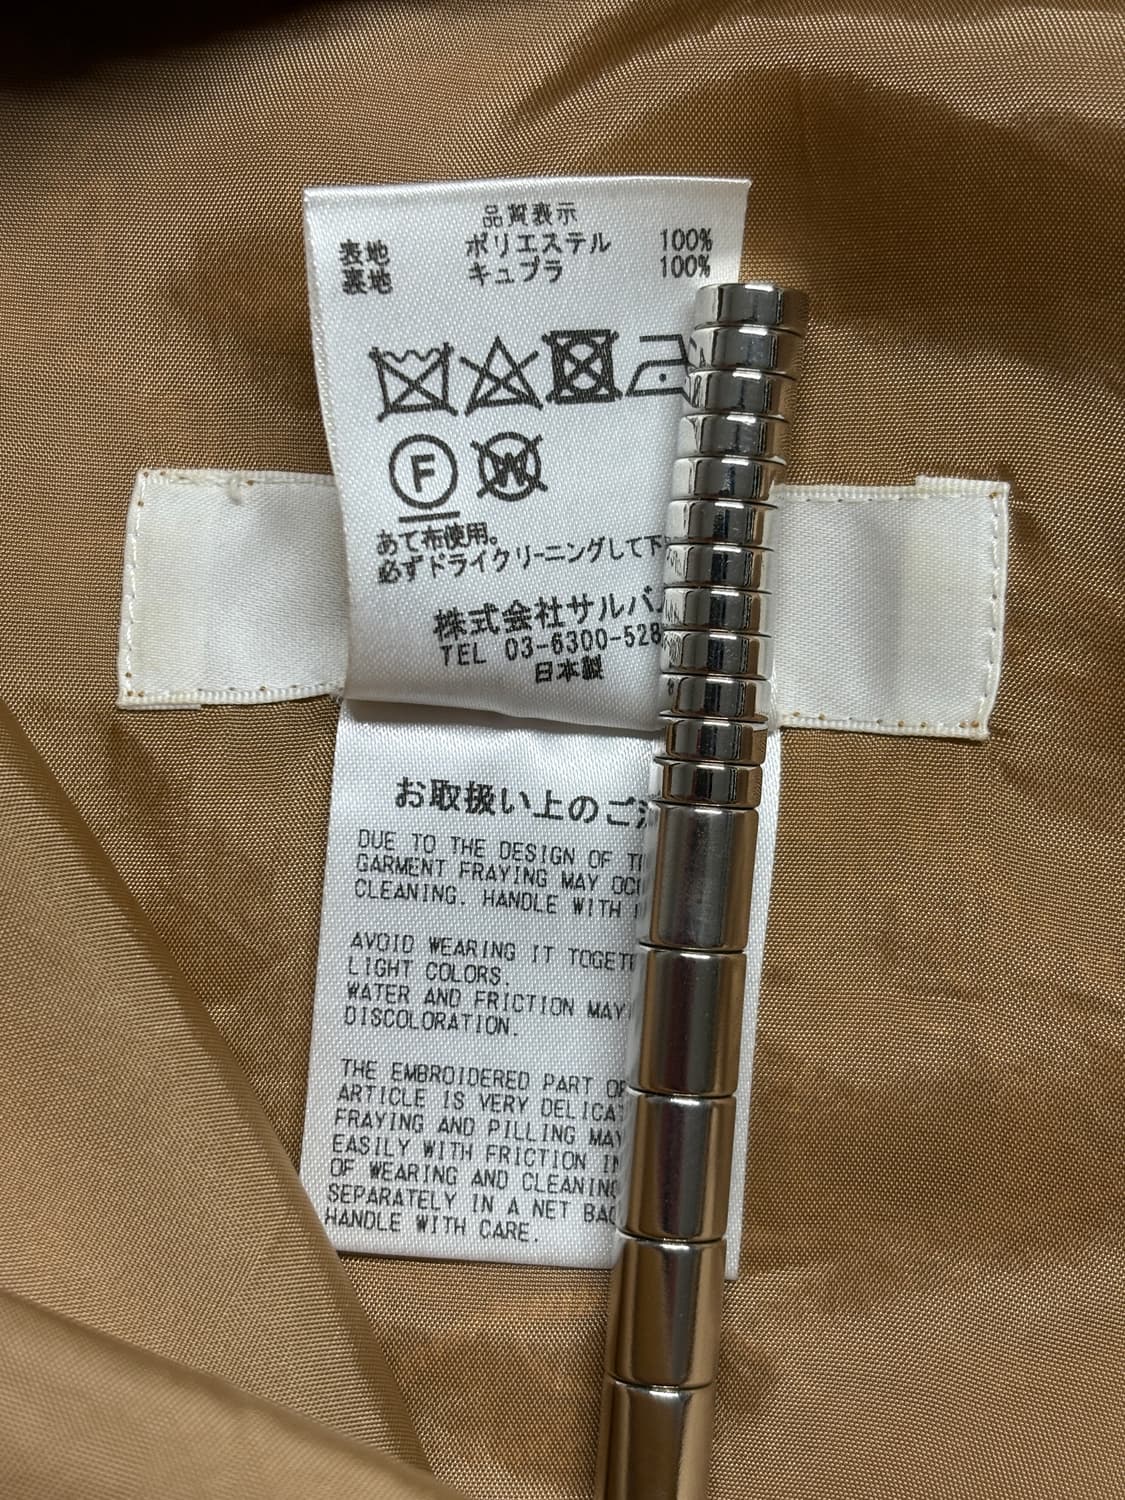 品質表示
表地 ポリエステル 100%
裏地 キュプラ 100%
F
W
あて布使用。
必ずドライクリーニングして下
株式会社サルバ
TEL 03-6300-528
日本製
お取扱い上のご
DUE TO THE DESIGN OF
GARMENT FRAYING MAY
CLEANING. HANDLE WITH
AVOID WEARING IT
LIGHT COLORS.
WATER AND FRICTION MAY
DISCOLORATION.
THE EMBROIDERED PART
ARTICLE IS VERY
FRAYING AND PILLING MAY
EASILY WITH FRICTION
OF WEARING AND CLEANING
SEPARATELY IN A NET
HANDLE WITH CARE.